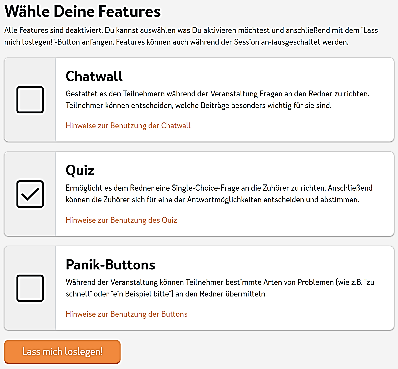 Wähle Deine Features
Alle Features sind deaktiviert. Du kannst auswählen was Du aktivieren möchtest und anschließend mit dem "Lass
mich loslegen!"-Button anfangen. Features können auch während der Session an-/ausgeschaltet werden.
Chatwall
Gestattet es den Teilnehmern während der Veranstaltung Fragen an den Redner zu richten.
Teilnehmer können entscheiden, welche Beiträge besonders wichtig für sie sind.
Hinweise zur Benutzung der Chatwall
Quiz
Ermöglicht es dem Redner eine Single-Choice-Frage an die Zuhörer zu richten. Anschließend
können die Zuhörer sich für eine der Antwortmöglichkeiten entscheiden und abstimmen.
Hinweise zur Benutzung des Quiz
Panik-Buttons
Während der Veranstaltung können Teilnehmer bestimmte Arten von Problemen (wie z.B. "zu
schnell" oder "ein Beispiel bitte") an den Redner übermitteln.
Hinweise zur Benutzung der Buttons
Lass mich loslegen!